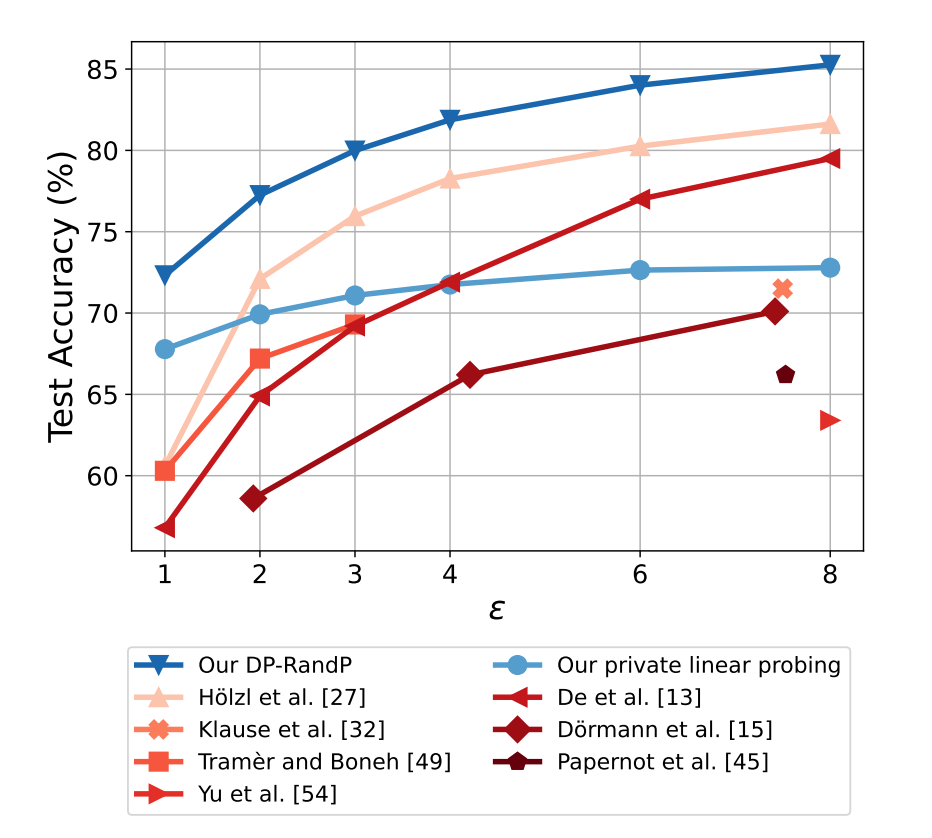 85
80
75
70
65
60
Test Accuracy (%)
1 2 3 4 6 8
ε
Our DP-RandP
Hölzl et al. [27]
Klause et al. [32]
Tramèr and Boneh [49]
Yu et al. [54]
Our private linear probing
De et al. [13]
Dörmann et al. [15]
Papernot et al. [45]